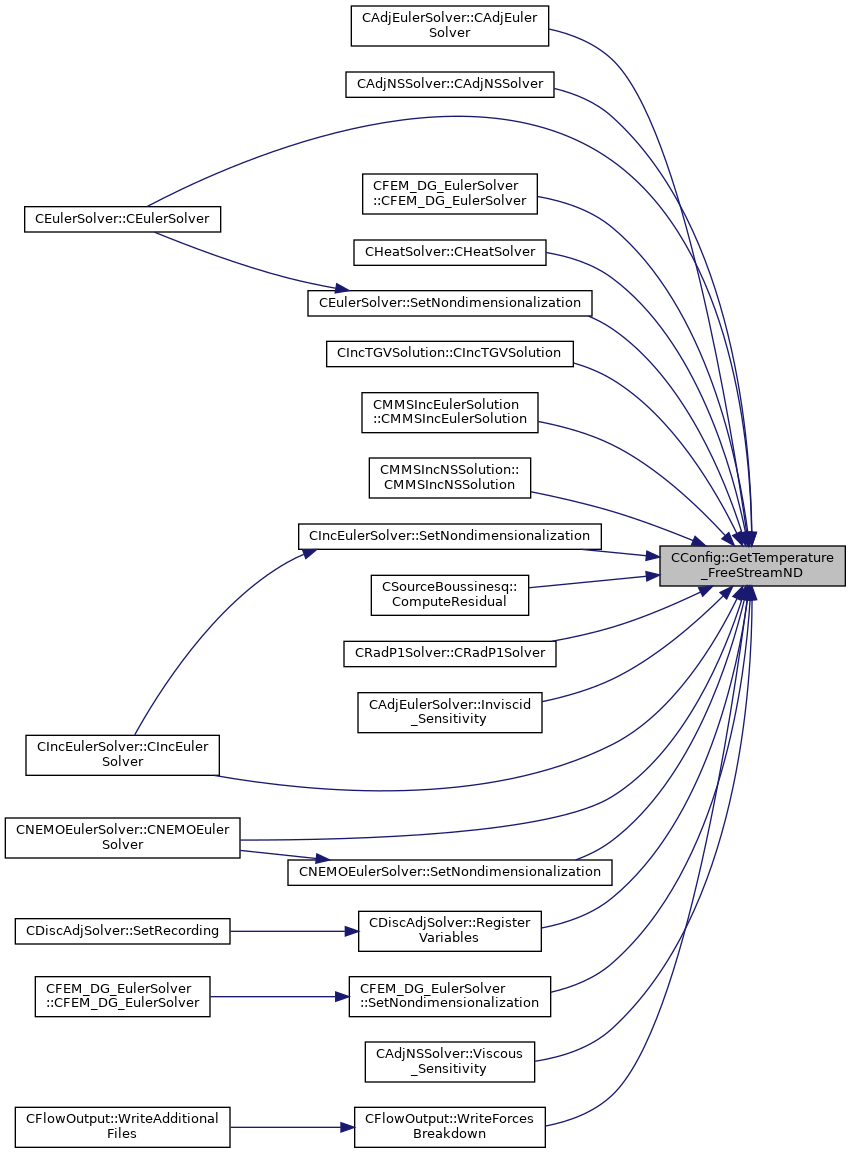 CAdjEulerSolver::CAdjEuler
Solver
CAdjNSSolver::CAdjNSSolver
CFEM_DG_EulerSolver
::CFEM_DG_EulerSolver
CEulerSolver::CEulerSolver
CHeatSolver::CHeatSolver
CEulerSolver::SetNondimensionalization
CIncTGVSolution::CIncTGVSolution
CMMSIncEulerSolution
::CMMSIncEulerSolution
CMMSIncNSSolution::
CMMSIncNSSolution
CIncEulerSolver::SetNondimensionalization
CConfig::GetTemperature
_FreeStreamND
CSourceBoussinesq::
ComputeResidual
CRadP1Solver::CRadP1Solver
CAdjEulerSolver::Inviscid
_Sensitivity
CIncEulerSolver::CIncEuler
Solver
CNEMOEulerSolver::CNEMOEuler
Solver
CNEMOEulerSolver::SetNondimensionalization
CDiscAdjSolver::SetRecording
CDiscAdjSolver::Register
Variables
CFEM_DG_EulerSolver
::CFEM_DG_EulerSolver
CFEM_DG_EulerSolver
::SetNondimensionalization
CAdjNSSolver::Viscous
_Sensitivity
CFlowOutput::WriteAdditional
Files
CFlowOutput::WriteForces
Breakdown